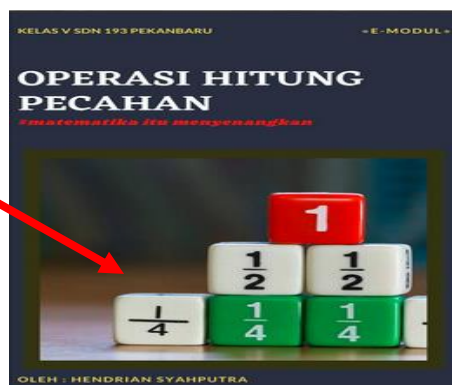 KELAS V SDN 193 PEKANBARU
«E-MODUL»
OPERASI HITUNG
PECAHAN
#matematika itu menyenangkan
1
1/2 1/2
1/4 1/4 1/4
OLEH : HENDRIAN SYAHPUTRA